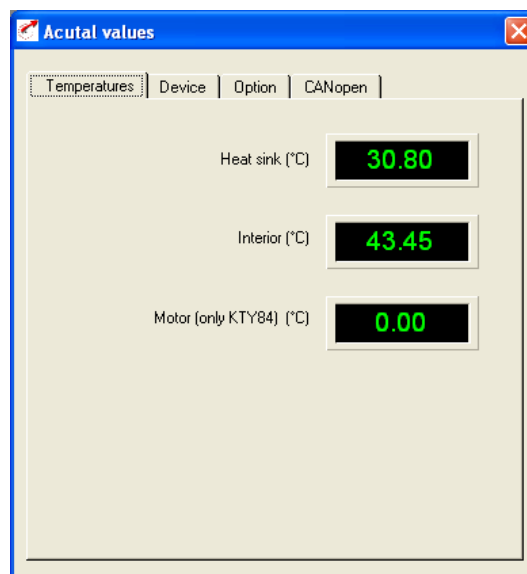 Acutal values
Temperatures Device Option CANopen
Heat sink (°C) 30.80
Interior (°C) 43.45
Motor (only KTY84) (°C) 0.00